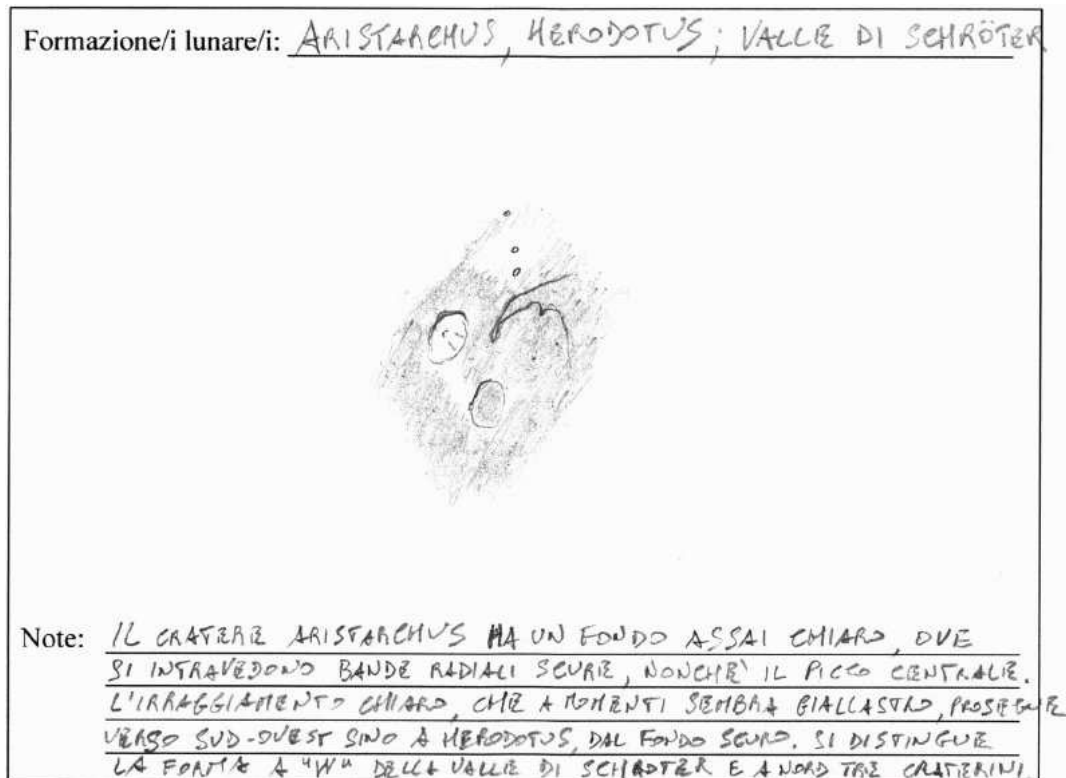 Formazione/i lunare/i: ARISTARCHUS, HERODOTUS; VALLE DI SCHRÖTER
Note: IL CRATERE ARISTARCHUS HA UN FONDO ASSAI CHIARO, OVE
SI INTRAVEDONO BANDE RADIALI SCURE, NONCHE' IL PICCO CENTRALE.
L'IRRAGGIAMENTO CHIARO, CHE A MOMENTI SEMBRA GIALLASTRO, PROSEGUE
VERSO SUD-OVEST SINO A HERODOTUS, DAL FONDO SCURO. SI DISTINGUE
LA FORMA A "W" DELLA VALLE DI SCHROTER E A NORD TRE CRATERINI.